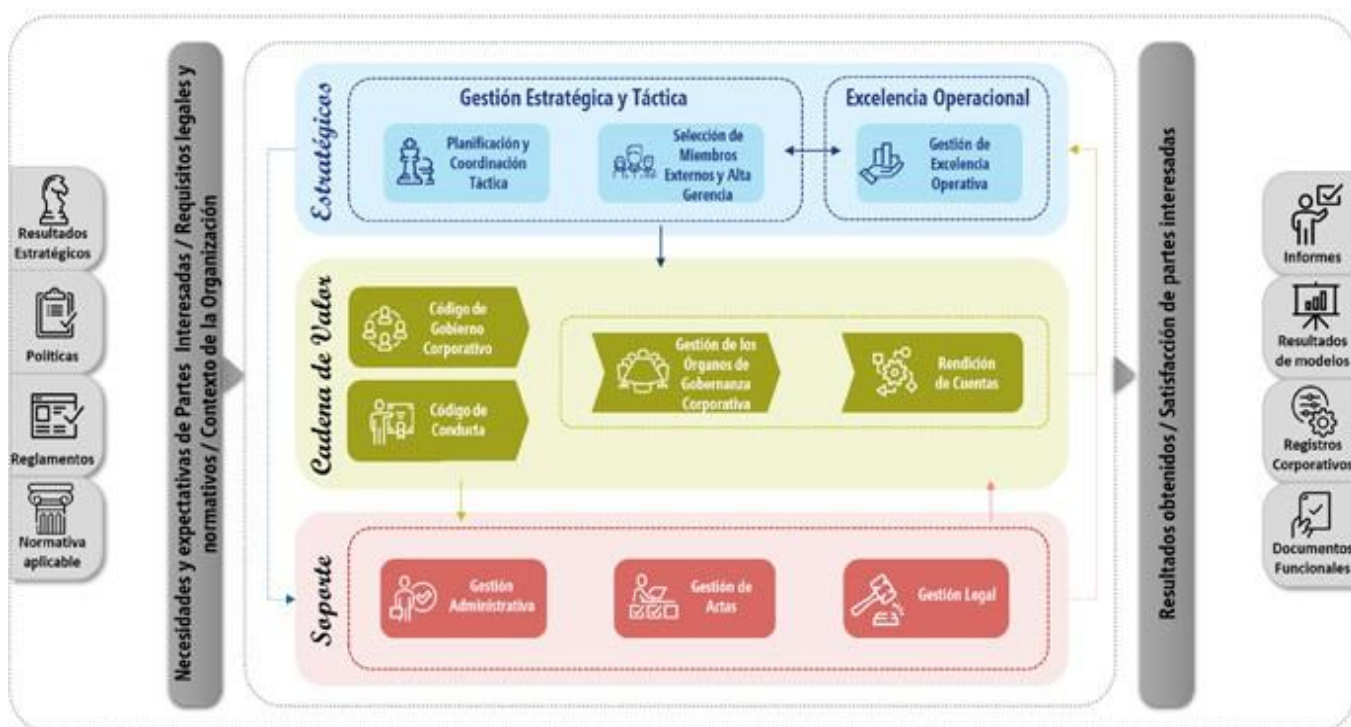 Resultados
Estratégicos
Políticas
Reglamentos
Normativa
aplicable
Necesidades y expectativas de Partes Interesadas / Requisitos legales y
normativos / Contexto de la Organización
Estratégicos
Gestión Estratégica y Táctica
Planificación y
Coordinación
Táctica
Selección de
Miembros
Externos y Alta
Gerencia
Excelencia Operacional
Gestión de
Excelencia
Operativa
Cadena de Valor
Código de
Gobierno
Corporativo
Código de
Conducta
Gestión de los
Órganos de
Gobernanza
Corporativa
Rendición
de Cuentas
Soporte
Gestión
Administrativa
Gestión de
Actas
Gestión Legal
Resultados obtenidos / Satisfacción de partes interesadas
Informes
Resultados
de modelos
Registros
Corporativos
Documentos
Funcionales